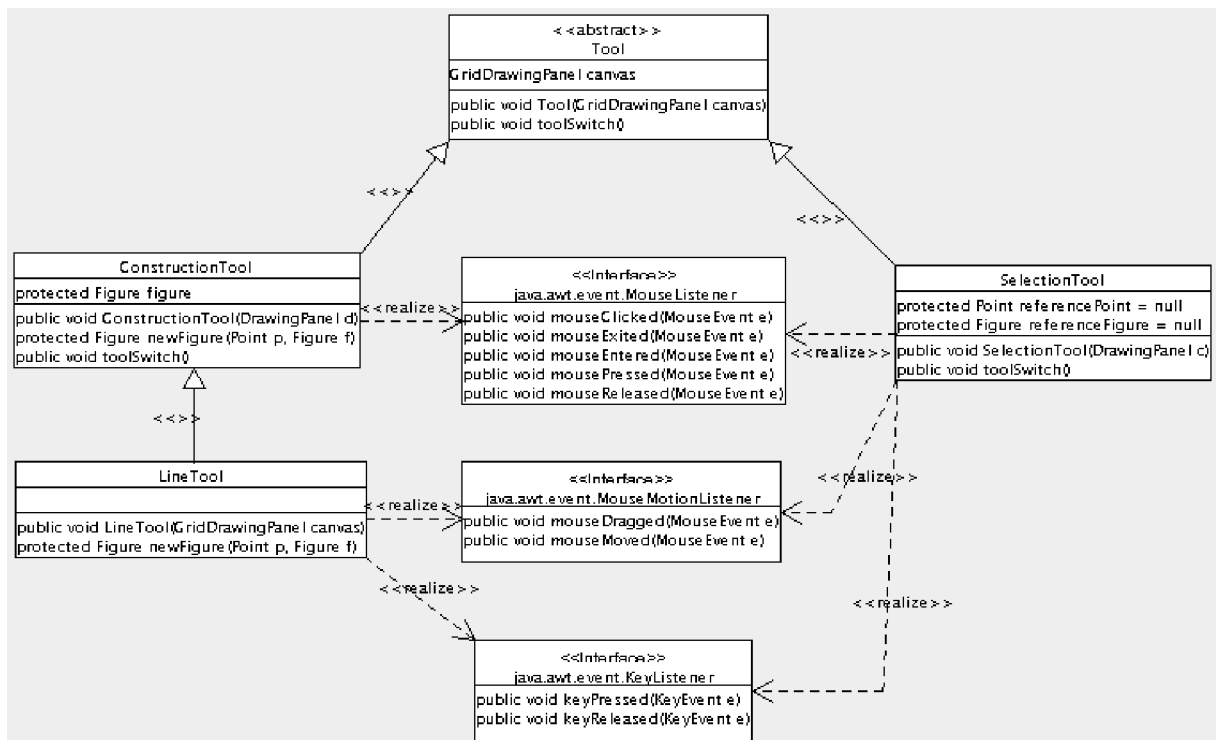 <<abstract>>
Tool
GridDrawingPanel canvas
public void Tool(GridDrawingPanel canvas)
public void toolSwitch()
<<>>
<<>>
ConstructionTool
protected Figure figure
public void ConstructionTool(DrawingPanel d)
protected Figure newFigure(Point p, Figure f)
public void toolSwitch()
<<realize>>
<<Interface>>
java.awt.event.MouseListener
public void mouseClicked(MouseEvent e)
public void mouseExited(MouseEvent e)
public void mouseEntered(MouseEvent e)
public void mousePressed(MouseEvent e)
public void mouseReleased(MouseEvent e)
<<realize>>
SelectionTool
protected Point referencePoint = null
protected Figure referenceFigure = null
public void SelectionTool(DrawingPanel c)
public void toolSwitch()
<<>>
LineTool
public void LineTool(GridDrawingPanel canvas)
protected Figure newFigure(Point p, Figure f)
<<realize>>
<<Interface>>
java.awt.event.MouseMotionListener
public void mouseDragged(MouseEvent e)
public void mouseMoved(MouseEvent e)
<<realize>>
<<realize>>
<<realize>>
<<Interface>>
java.awt.event.KeyListener
public void keyPressed(KeyEvent e)
public void keyReleased(KeyEvent e)